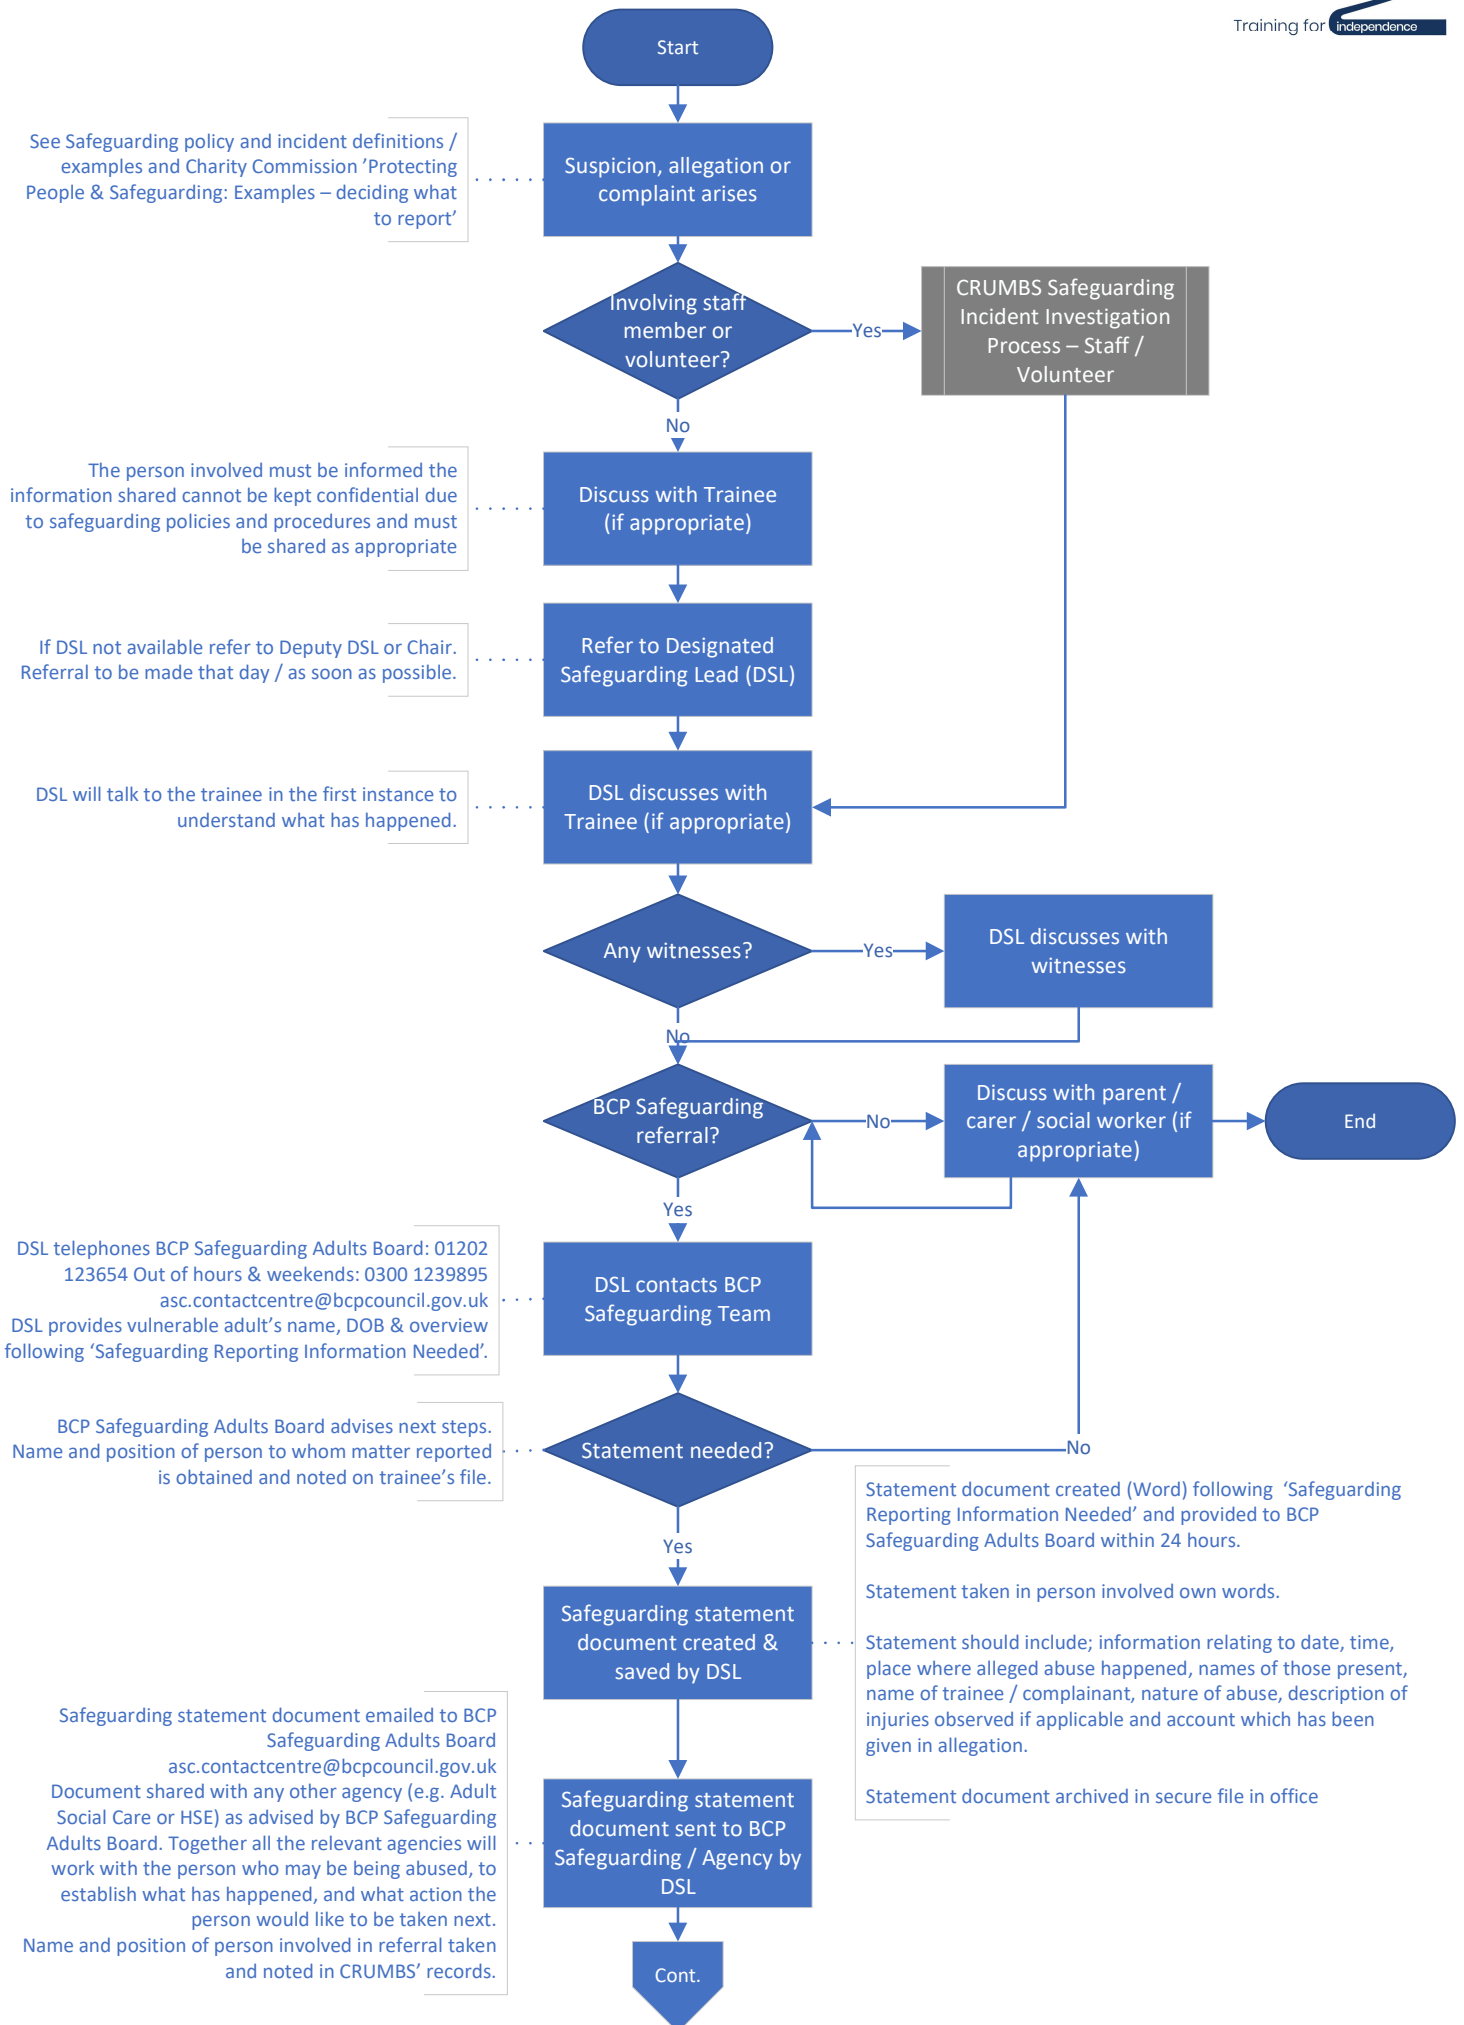 Training for independence
Start
See Safeguarding policy and incident definitions /
examples and Charity Commission ’Protecting
People & Safeguarding: Examples – deciding what
to report’
Suspicion, allegation or
complaint arises
Involving staff
member or
volunteer?
Yes
CRUMBS Safeguarding
Incident Investigation
Process – Staff /
Volunteer
No
The person involved must be informed the
information shared cannot be kept confidential due
to safeguarding policies and procedures and must
be shared as appropriate
Discuss with Trainee
(if appropriate)
If DSL not available refer to Deputy DSL or Chair.
Referral to be made that day / as soon as possible.
Refer to Designated
Safeguarding Lead (DSL)
DSL will talk to the trainee in the first instance to
understand what has happened.
DSL discusses with
Trainee (if appropriate)
Any witnesses?
Yes
DSL discusses with
witnesses
No
BCP Safeguarding
referral?
No
Discuss with parent /
carer / social worker (if
appropriate)
End
Yes
DSL telephones BCP Safeguarding Adults Board: 01202
123654 Out of hours & weekends: 0300 1239895
asc.contactcentre@bcpcouncil.gov.uk
DSL provides vulnerable adult’s name, DOB & overview
following ‘Safeguarding Reporting Information Needed’.
DSL contacts BCP
Safeguarding Team
BCP Safeguarding Adults Board advises next steps.
Name and position of person to whom matter reported
is obtained and noted on trainee’s file.
Statement needed?
No
Yes
Statement document created (Word) following ‘Safeguarding
Reporting Information Needed’ and provided to BCP
Safeguarding Adults Board within 24 hours.
Statement taken in person involved own words.
Statement should include; information relating to date, time,
place where alleged abuse happened, names of those present,
name of trainee / complainant, nature of abuse, description of
injuries observed if applicable and account which has been
given in allegation.
Statement document archived in secure file in office
Safeguarding statement
document created &
saved by DSL
Safeguarding statement document emailed to BCP
Safeguarding Adults Board
asc.contactcentre@bcpcouncil.gov.uk
Document shared with any other agency (e.g. Adult
Social Care or HSE) as advised by BCP Safeguarding
Adults Board. Together all the relevant agencies will
work with the person who may be being abused, to
establish what has happened, and what action the
person would like to be taken next.
Name and position of person involved in referral taken
and noted in CRUMBS’ records.
Safeguarding statement
document sent to BCP
Safeguarding / Agency by
DSL
Cont.